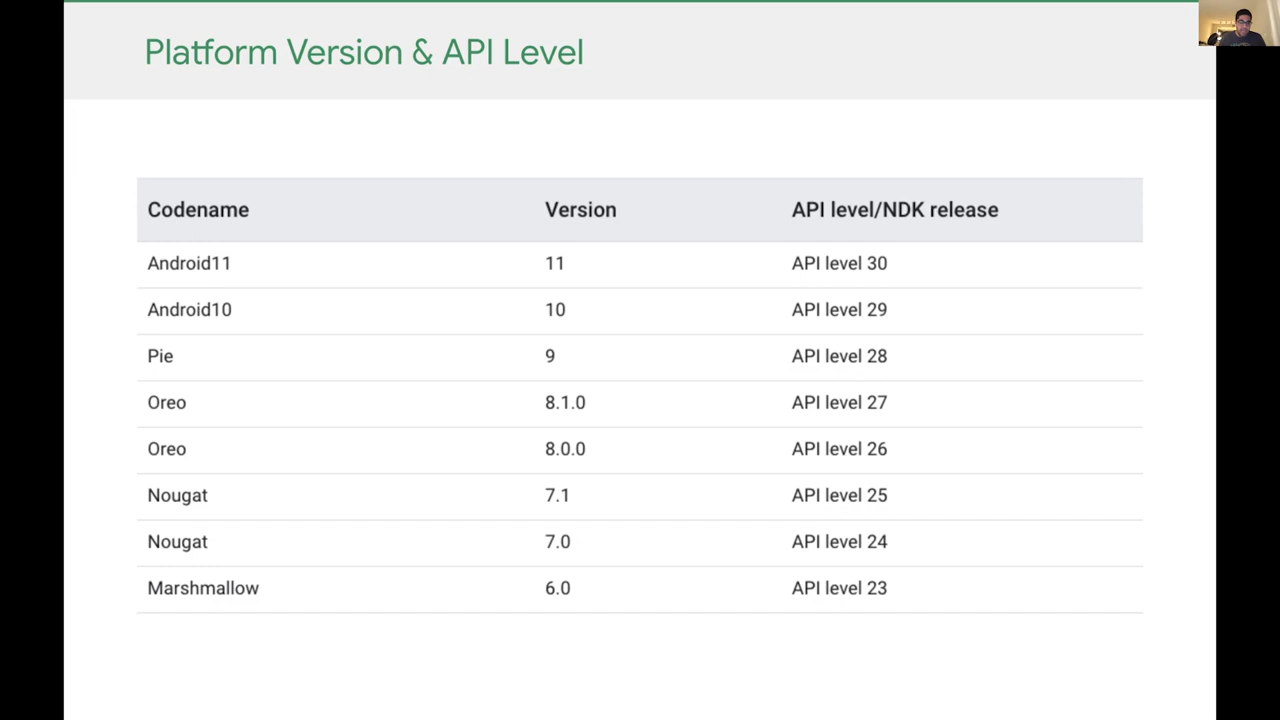 Platform Version & API Level
Codename Version API level/NDK release
Android11 11 API level 30
Android10 10 API level 29
Pie 9 API level 28
Oreo 8.1.0 API level 27
Oreo 8.0.0 API level 26
Nougat 7.1 API level 25
Nougat 7.0 API level 24
Marshmallow 6.0 API level 23